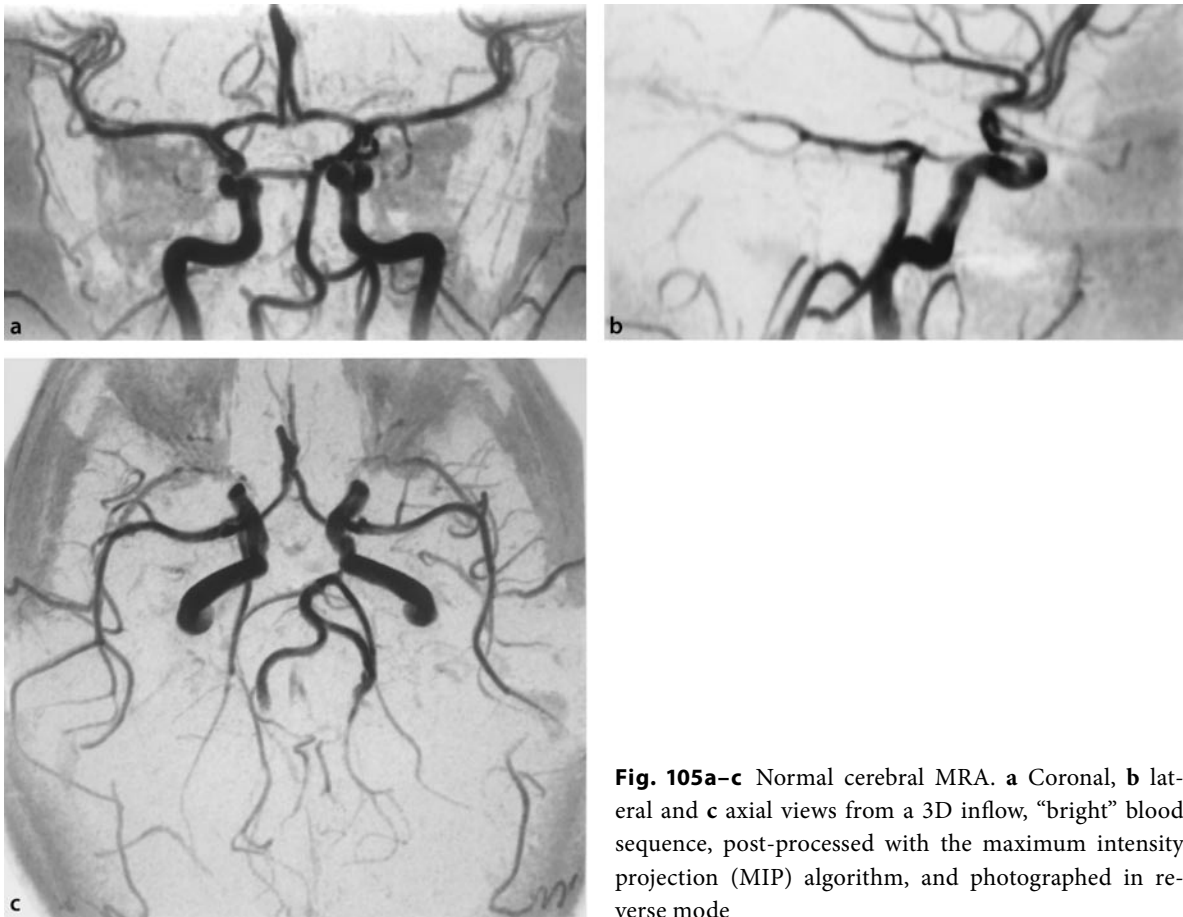 a
b
c
Fig. 105a–c Normal cerebral MRA. a Coronal, b lat-
eral and c axial views from a 3D inflow, “bright” blood
sequence, post-processed with the maximum intensity
projection (MIP) algorithm, and photographed in re-
verse mode